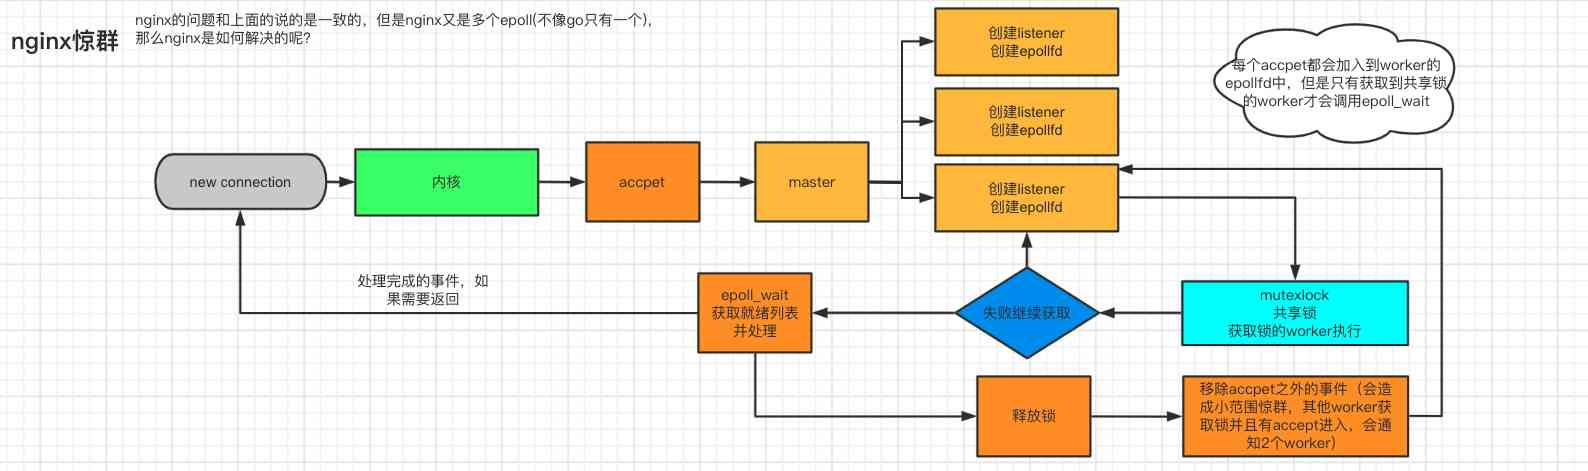 nginx惊群
nginx的问题和上面的说的是一致的，但是nginx又是多个epoll(不像go只有一个)，
那么nginx是如何解决的呢?
创建listener
创建epollfd
每个accpet都会加入到worker的
epollfd中，但是只有获取到共享锁
的worker才会调用epoll_wait
创建listener
创建epollfd
new connection
内核
accpet
master
创建listener
创建epollfd
处理完成的事件，如
果需要返回
epoll_wait
获取就绪列表
并处理
失败继续获取
mutexlock
共享锁
获取锁的worker执行
释放锁
移除accpet之外的事件（会造
成小范围惊群，其他worker获
取锁并且有accept进入，会通
知2个worker）